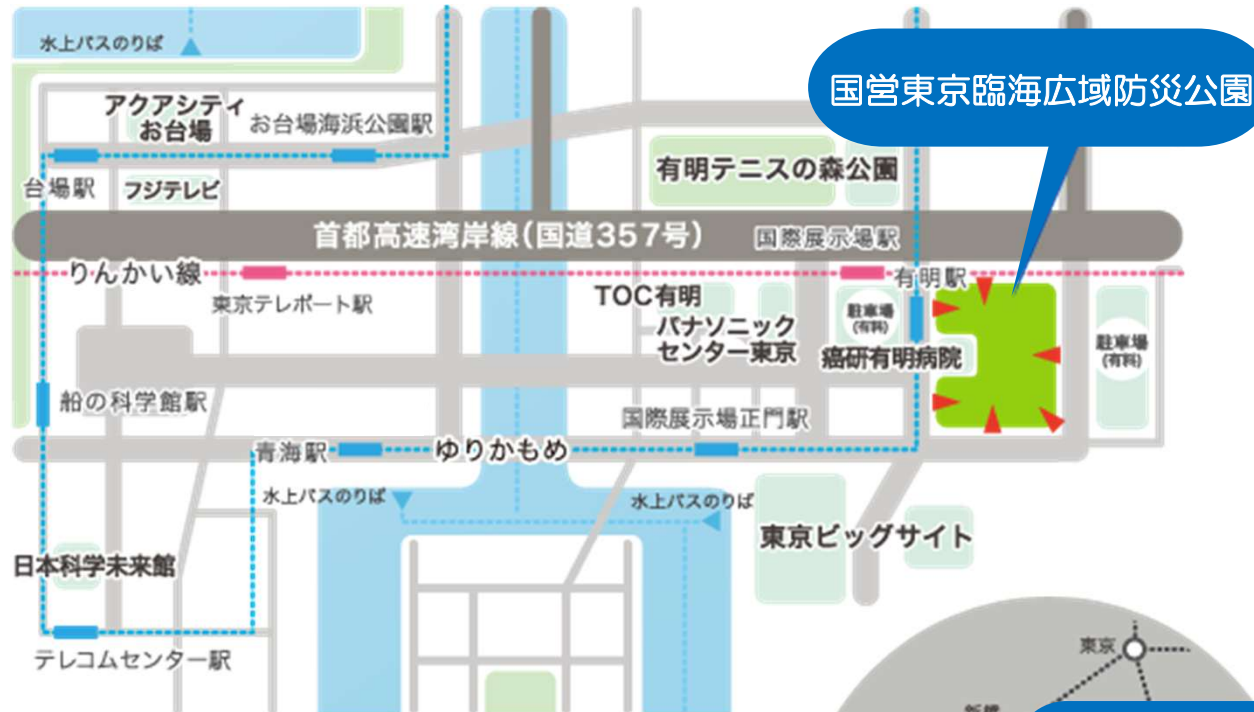 水上バスのりば
国営東京臨海広域防災公園
アクアシティ
お台場
お台場海浜公園駅
台場駅
フジテレビ
有明テニスの森公園
首都高速湾岸線(国道357号)
国際展示場駅
りんかい線
有明駅
東京テレポート駅
TOC有明
パナソニック
センター東京
駐車場
(有料)
癌研有明病院
駐車場
(有料)
船の科学館駅
国際展示場正門駅
青海駅
ゆりかもめ
水上バスのりば
水上バスのりば
東京ビッグサイト
日本科学未来館
テレコムセンター駅
東京